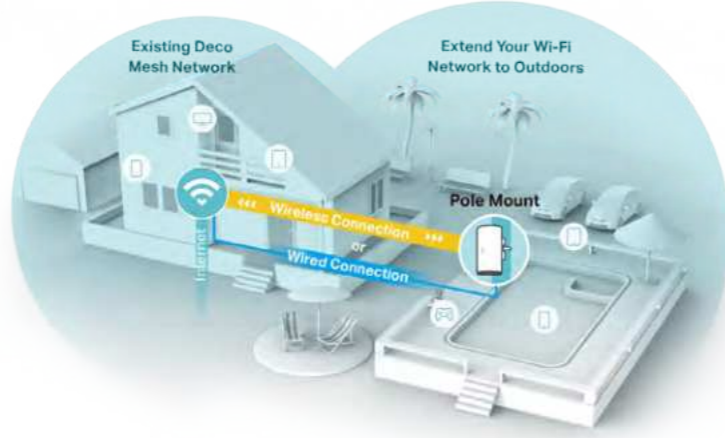 Existing Deco
Mesh Network
Extend Your Wi-Fi
Network to Outdoors
Pole Mount
Wireless Connection
or
Wired Connection
Internet